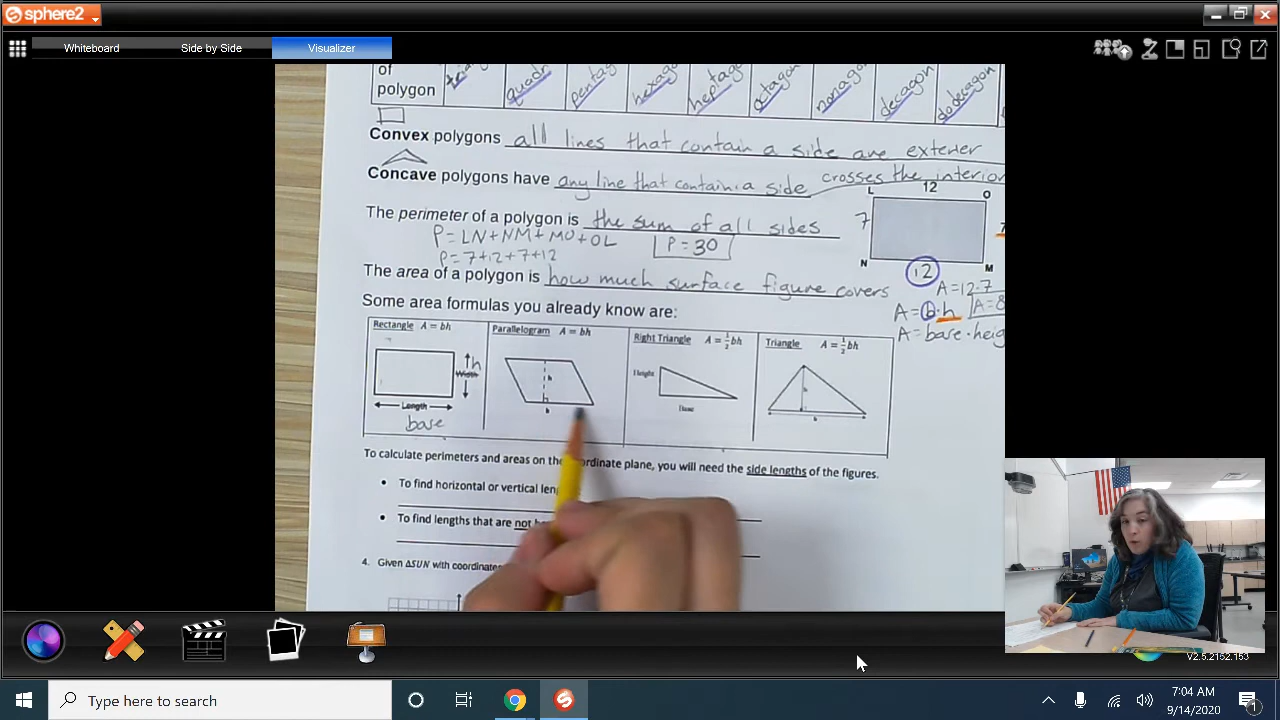 sphere2
Whiteboard
Side by Side
Visualizer
of
polygon
quadr
pentag
hexago
heptag
octagon
nonagon
decagon
dodecagon
Convex polygons all lines that contain a side are exterier
Concave polygons have any line that contain a side crosses the interior
L 12 O
7
N 12 M
The perimeter of a polygon is the sum of all sides
P=LN+NM+MO+OL
P=7+12+7+12
P=30
The area of a polygon is how much surface figure covers
A=12·7
A=b·h
A=8
A=base·heig
Some area formulas you already know are:
Rectangle A = bh
h
Width
Length
base
Parallelogram A = bh
h
b
Right Triangle A = ½bh
Height
Base
Triangle A = ½bh
h
b
To calculate perimeters and areas on the coordinate plane, you will need the side lengths of the figures.
• To find horizontal or vertical len
• To find lengths that are not
4. Given ΔSUN with coordinates
V2.5.2152.153
Type here to search
7:04 AM
9/14/2020
1